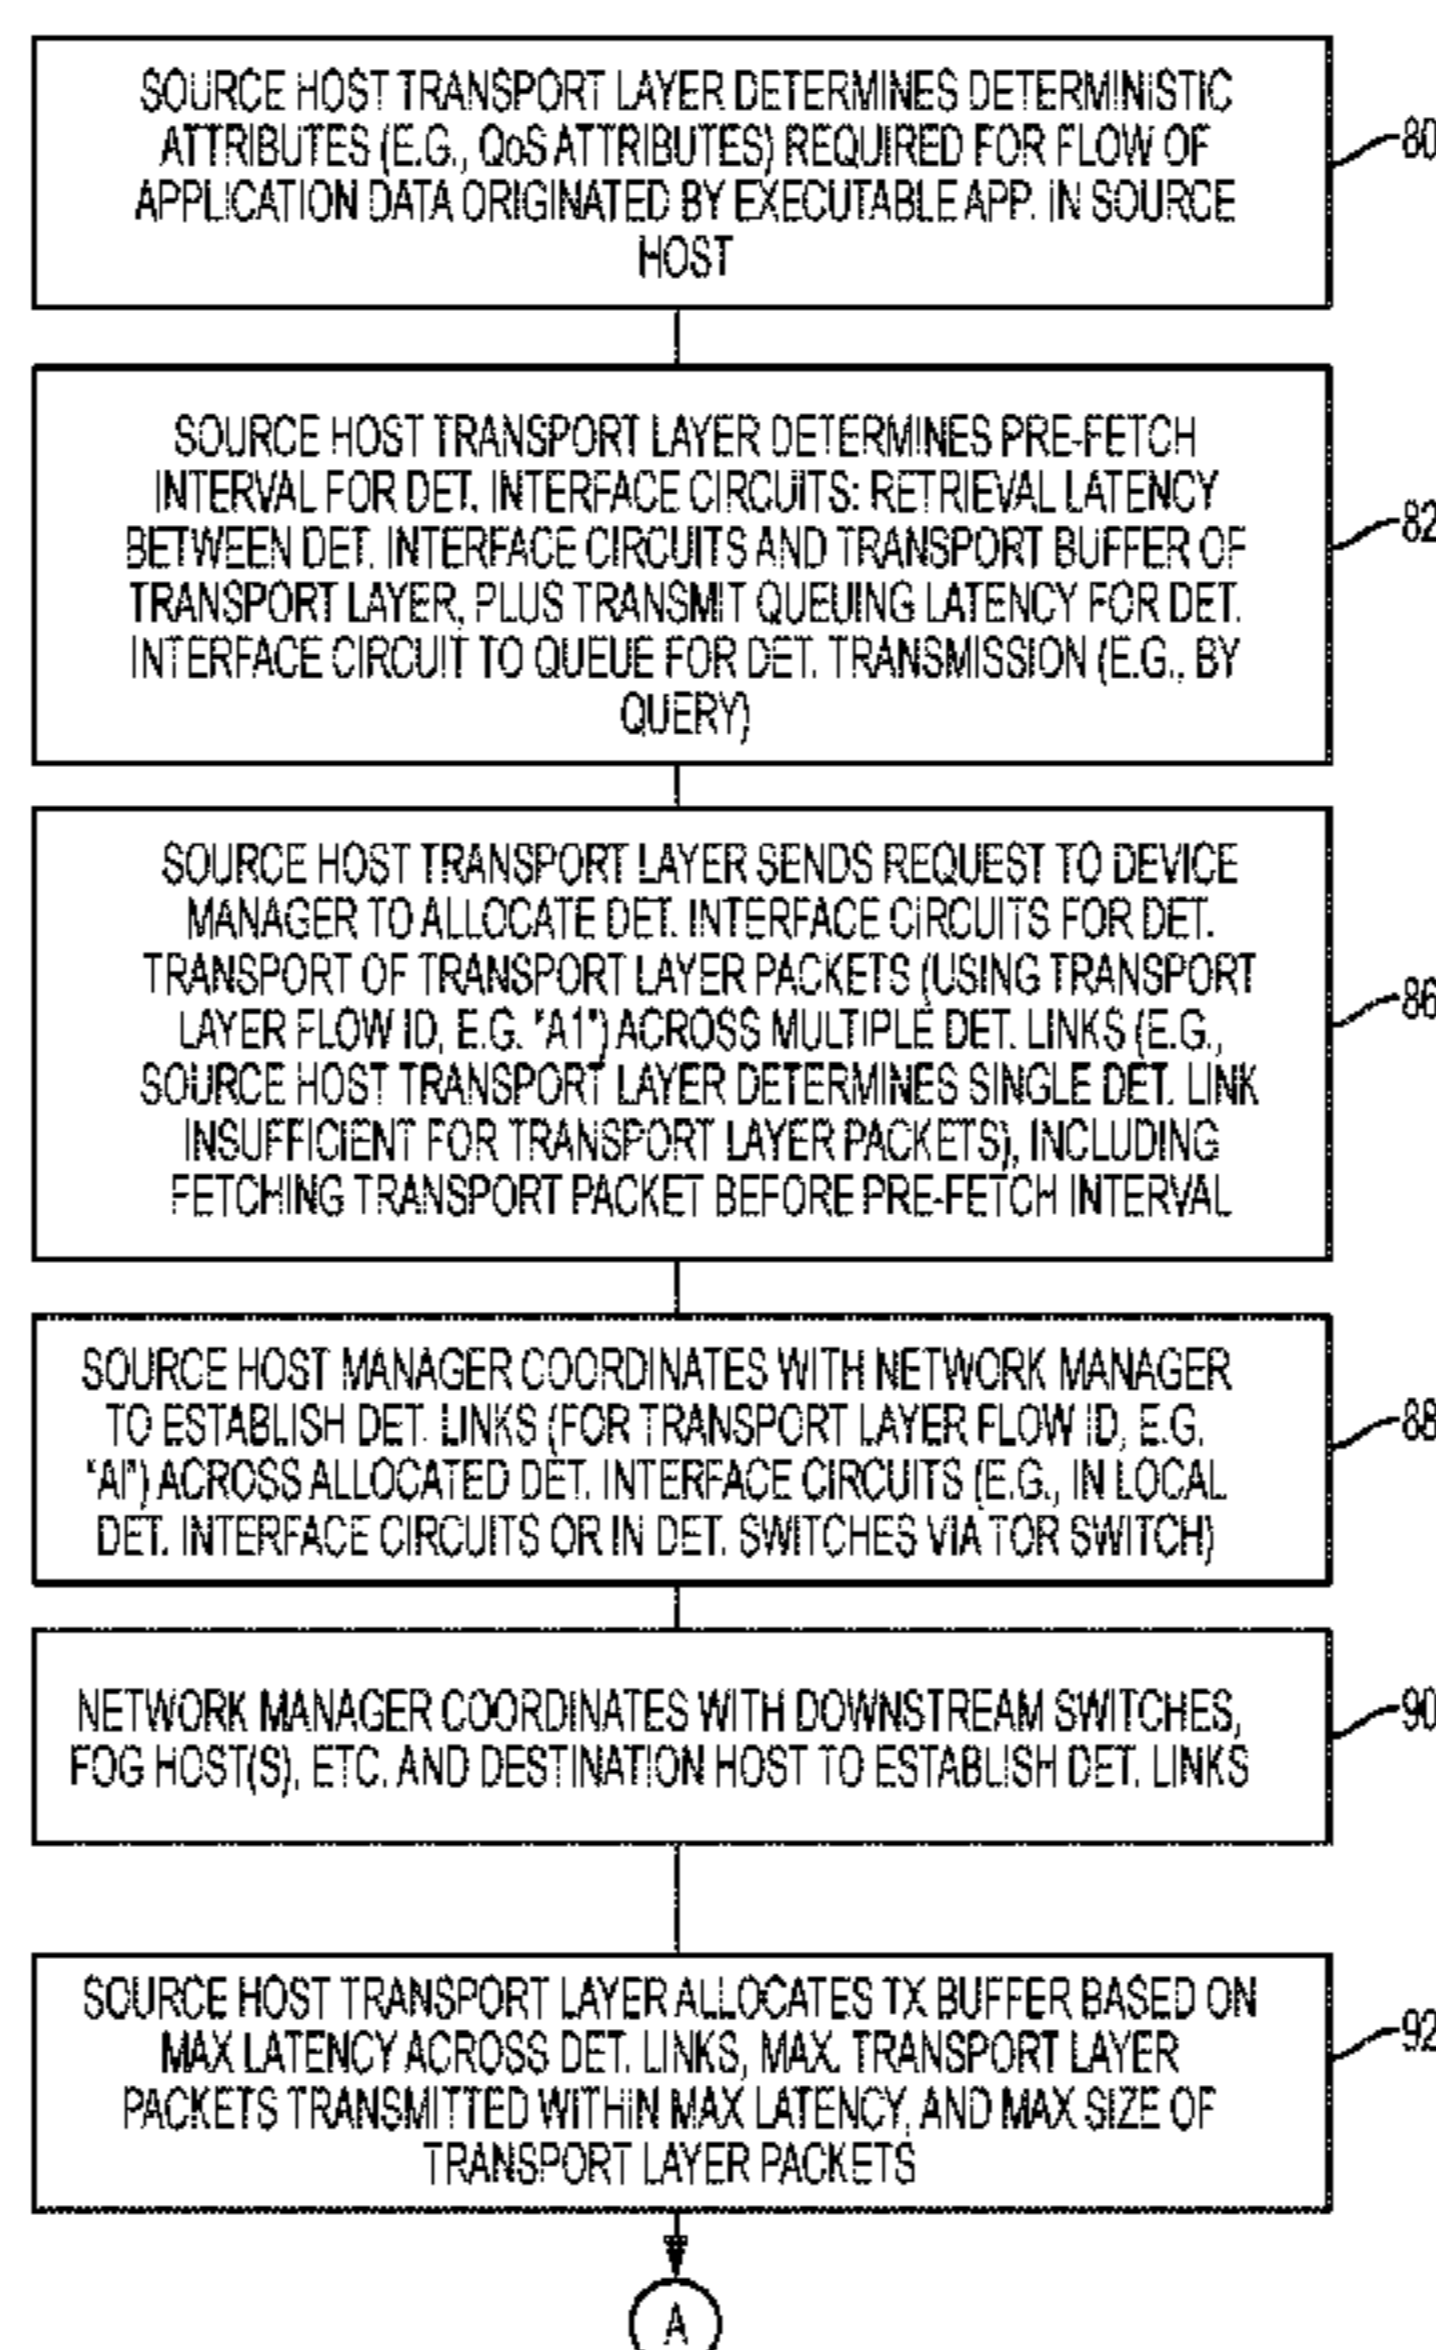 SOURCE HOST TRANSPORT LAYER DETERMINES DETERMINISTIC
ATTRIBUTES (E.G., QoS ATTRIBUTES) REQUIRED FOR FLOW OF
APPLICATION DATA ORIGINATED BY EXECUTABLE APP. IN SOURCE
HOST
80
SOURCE HOST TRANSPORT LAYER DETERMINES PRE-FETCH
INTERVAL FOR DET. INTERFACE CIRCUITS: RETRIEVAL LATENCY
BETWEEN DET. INTERFACE CIRCUITS AND TRANSPORT BUFFER OF
TRANSPORT LAYER, PLUS TRANSMIT QUEUING LATENCY FOR DET.
INTERFACE CIRCUIT TO QUEUE FOR DET. TRANSMISSION (E.G., BY
QUERY)
82
SOURCE HOST TRANSPORT LAYER SENDS REQUEST TO DEVICE
MANAGER TO ALLOCATE DET. INTERFACE CIRCUITS FOR DET.
TRANSPORT OF TRANSPORT LAYER PACKETS (USING TRANSPORT
LAYER FLOW ID, E.G. "A1") ACROSS MULTIPLE DET. LINKS (E.G.,
SOURCE HOST TRANSPORT LAYER DETERMINES SINGLE DET. LINK
INSUFFICIENT FOR TRANSPORT LAYER PACKETS), INCLUDING
FETCHING TRANSPORT PACKET BEFORE PRE-FETCH INTERVAL
86
SOURCE HOST MANAGER COORDINATES WITH NETWORK MANAGER
TO ESTABLISH DET. LINKS (FOR TRANSPORT LAYER FLOW ID, E.G.
"AI") ACROSS ALLOCATED DET. INTERFACE CIRCUITS (E.G., IN LOCAL
DET. INTERFACE CIRCUITS OR IN DET. SWITCHES VIA TOR SWITCH)
88
NETWORK MANAGER COORDINATES WITH DOWNSTREAM SWITCHES,
FOG HOST(S), ETC. AND DESTINATION HOST TO ESTABLISH DET. LINKS
90
SOURCE HOST TRANSPORT LAYER ALLOCATES TX BUFFER BASED ON
MAX LATENCY ACROSS DET. LINKS, MAX. TRANSPORT LAYER
PACKETS TRANSMITTED WITHIN MAX LATENCY, AND MAX SIZE OF
TRANSPORT LAYER PACKETS
92
A